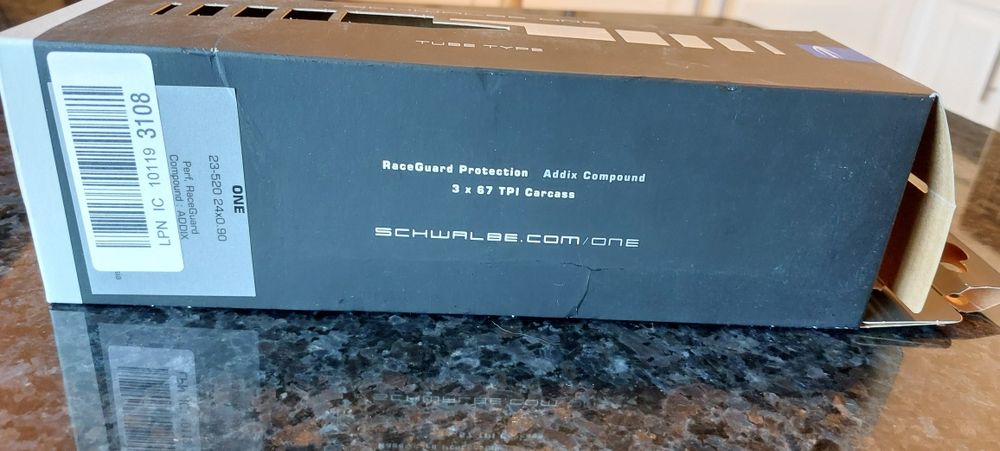 TUBE TYPE
RaceGuard Protection Addix Compound
3 x 67 TPI Carcass
SCHWALBE.COM/ONE
ONE
23-520 24x0.90
Perf, RaceGuard
Compound : ADDIX
LPN IC 10119 3108